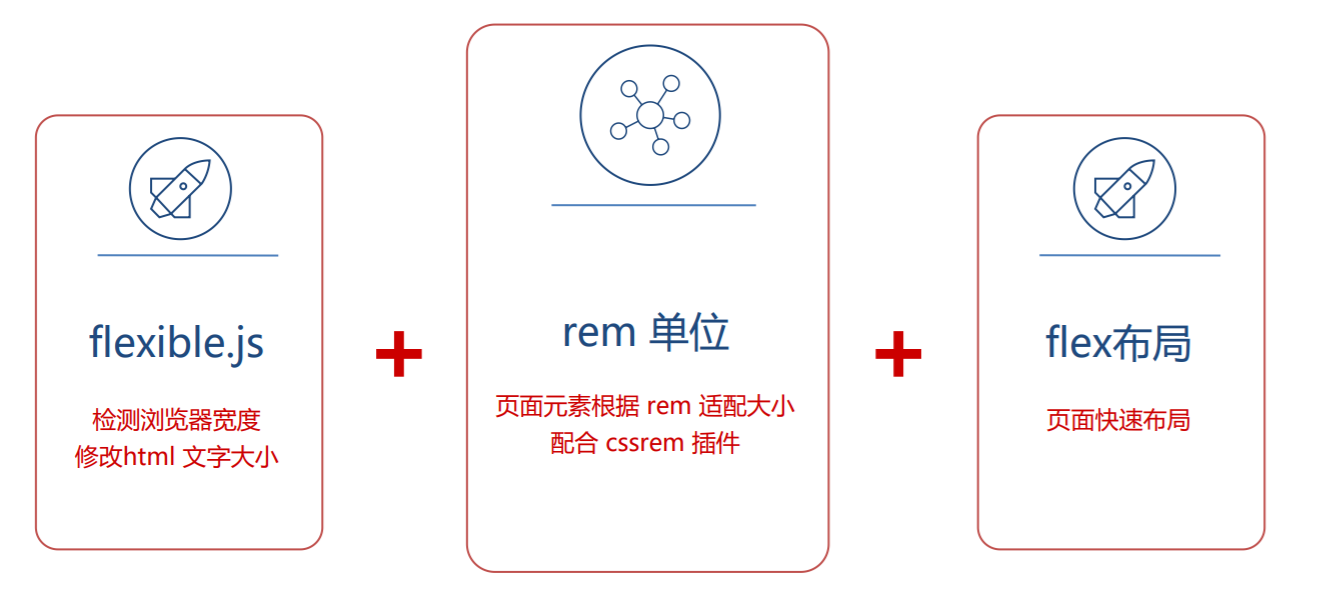 flexible.js
检测浏览器宽度
修改html 文字大小
+
rem 单位
页面元素根据 rem 适配大小
配合 cssrem 插件
+
flex布局
页面快速布局